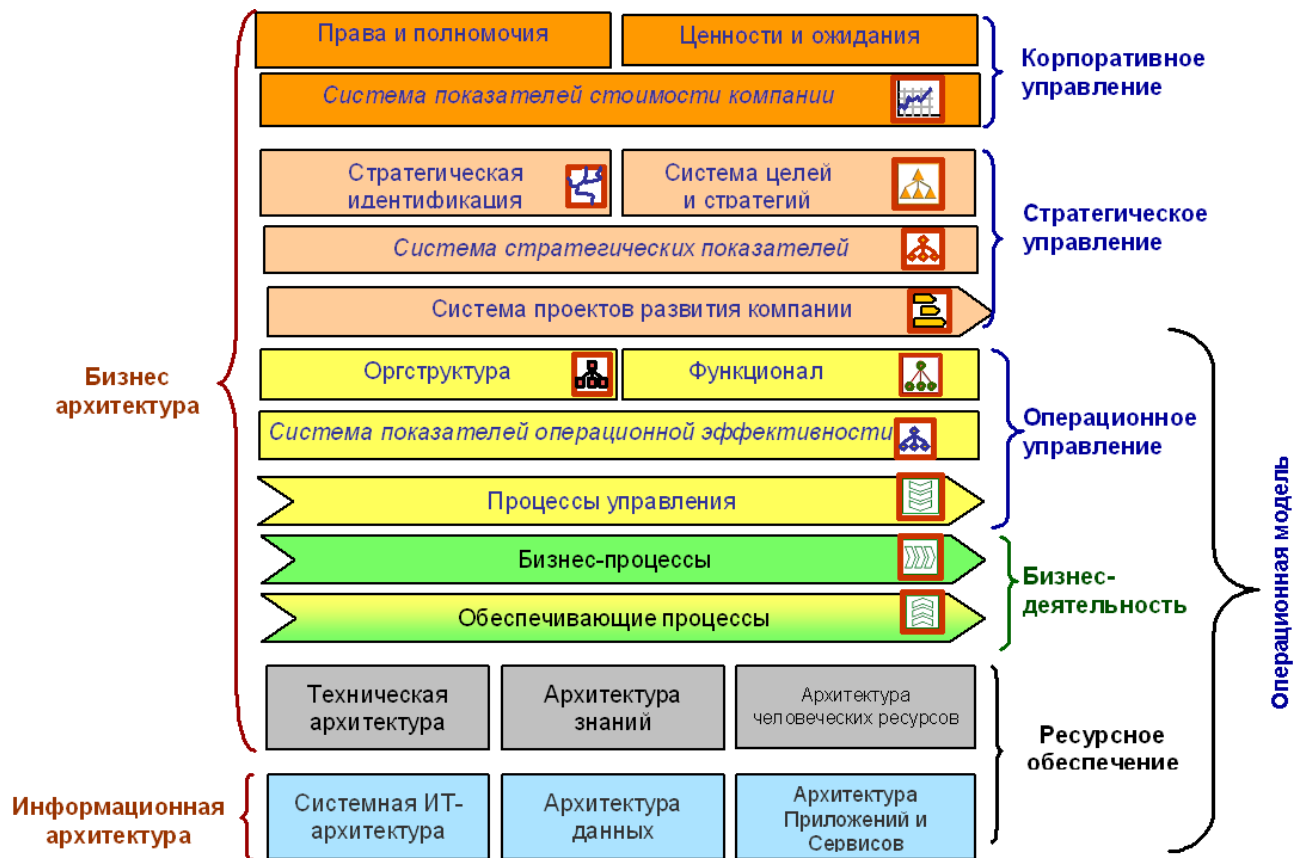 Права и полномочия
Ценности и ожидания
Система показателей стоимости компании
Корпоративное
управление
Стратегическая
идентификация
Система целей
и стратегий
Система стратегических показателей
Система проектов развития компании
Стратегическое
управление
Бизнес
архитектура
Оргструктура
Функционал
Система показателей операционной эффективности
Процессы управления
Операционное
управление
Бизнес-процессы
Обеспечивающие процессы
Бизнес-
деятельность
Операционная модель
Техническая
архитектура
Архитектура
знаний
Архитектура
человеческих ресурсов
Ресурсное
обеспечение
Информационная
архитектура
Системная ИТ-
архитектура
Архитектура
данных
Архитектура
Приложений и
Сервисов